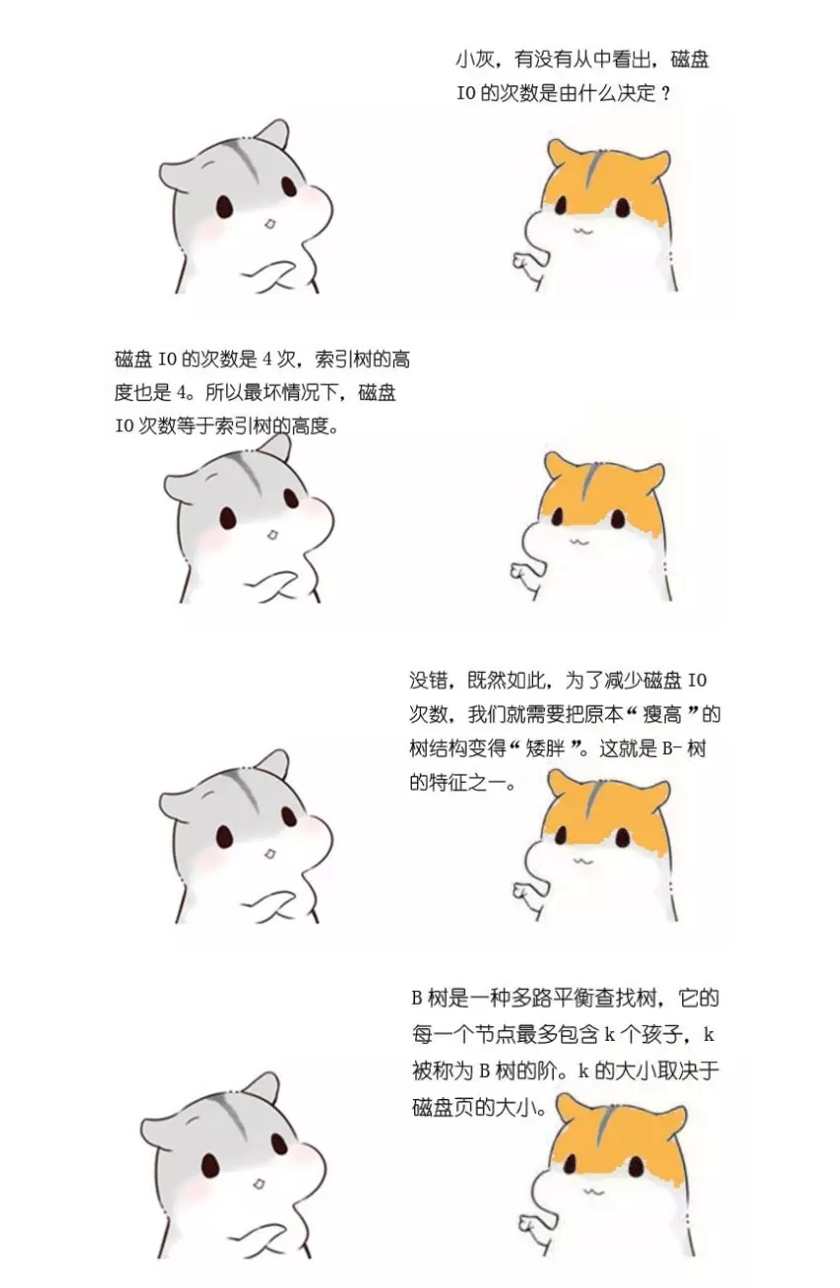 小灰，有没有从中看出，磁盘
IO 的次数是由什么决定？
磁盘 IO 的次数是 4 次，索引树的高
度也是 4。所以最坏情况下，磁盘
IO 次数等于索引树的高度。
没错，既然如此，为了减少磁盘 IO
次数，我们就需要把原本“ 瘦高 ”的
树结构变得“ 矮胖 ”。这就是 B- 树
的特征之一。
B 树是一种多路平衡查找树，它的
每一个节点最多包含 k 个孩子，k
被称为 B 树的阶。k 的大小取决于
磁盘页的大小。